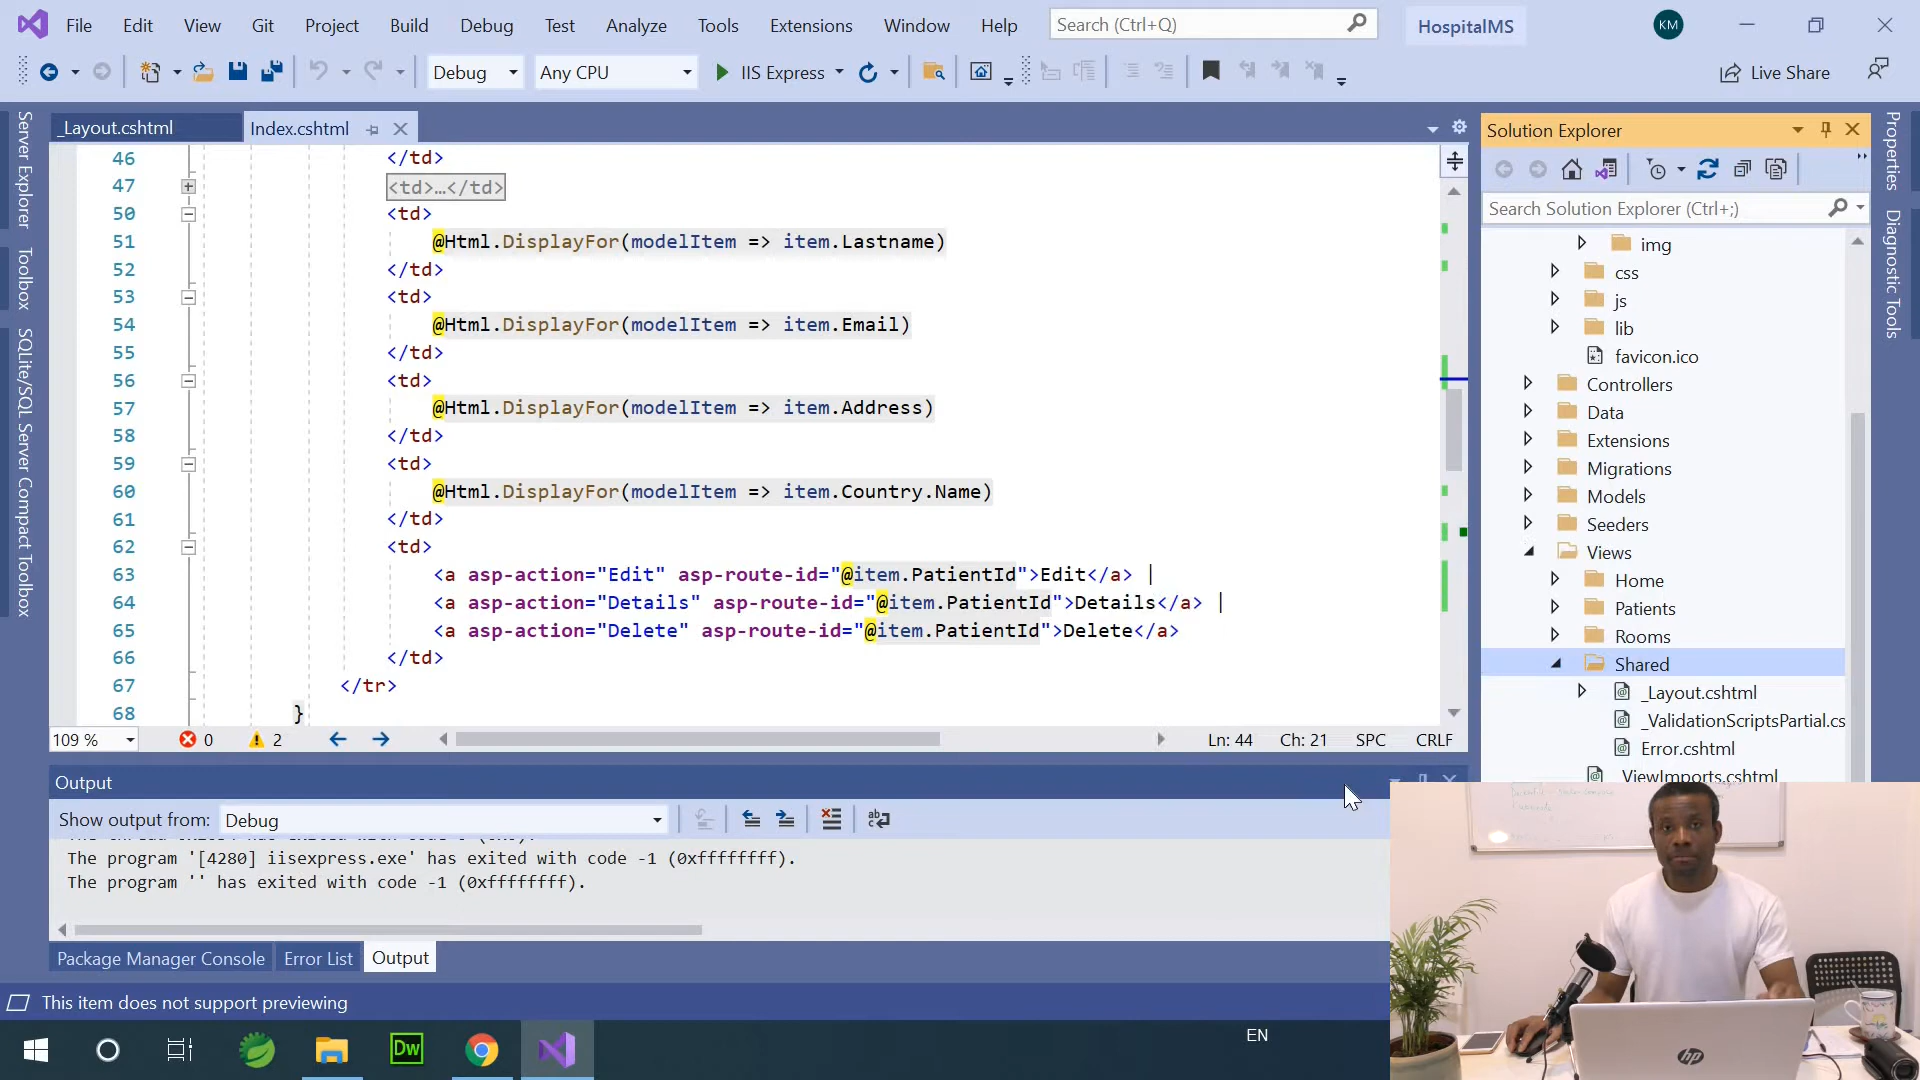 File Edit View Git Project Build Debug Test Analyze Tools Extensions Window Help Search (Ctrl+Q) HospitalMS KM
Debug Any CPU IIS Express Live Share
_Layout.cshtml Index.cshtml
Server Explorer
Toolbox
SQLite/SQL Server Compact Toolbox
46 </td>
47 <td>...</td>
50 <td>
51 @Html.DisplayFor(modelItem => item.Lastname)
52 </td>
53 <td>
54 @Html.DisplayFor(modelItem => item.Email)
55 </td>
56 <td>
57 @Html.DisplayFor(modelItem => item.Address)
58 </td>
59 <td>
60 @Html.DisplayFor(modelItem => item.Country.Name)
61 </td>
62 <td>
63 <a asp-action="Edit" asp-route-id="@item.PatientId">Edit</a> |
64 <a asp-action="Details" asp-route-id="@item.PatientId">Details</a> |
65 <a asp-action="Delete" asp-route-id="@item.PatientId">Delete</a>
66 </td>
67 </tr>
68 }
109 % 0 2 Ln: 44 Ch: 21 SPC CRLF
Solution Explorer
Search Solution Explorer (Ctrl+;)
img
css
js
lib
favicon.ico
Controllers
Data
Extensions
Migrations
Models
Seeders
Views
Home
Patients
Rooms
Shared
_Layout.cshtml
_ValidationScriptsPartial.cs
Error.cshtml
_ViewImports.cshtml
Properties
Diagnostic Tools
Output
Show output from: Debug
The program '[4280] iisexpress.exe' has exited with code -1 (0xffffffff).
The program '' has exited with code -1 (0xffffffff).
Package Manager Console Error List Output
This item does not support previewing
Dw
EN
hp